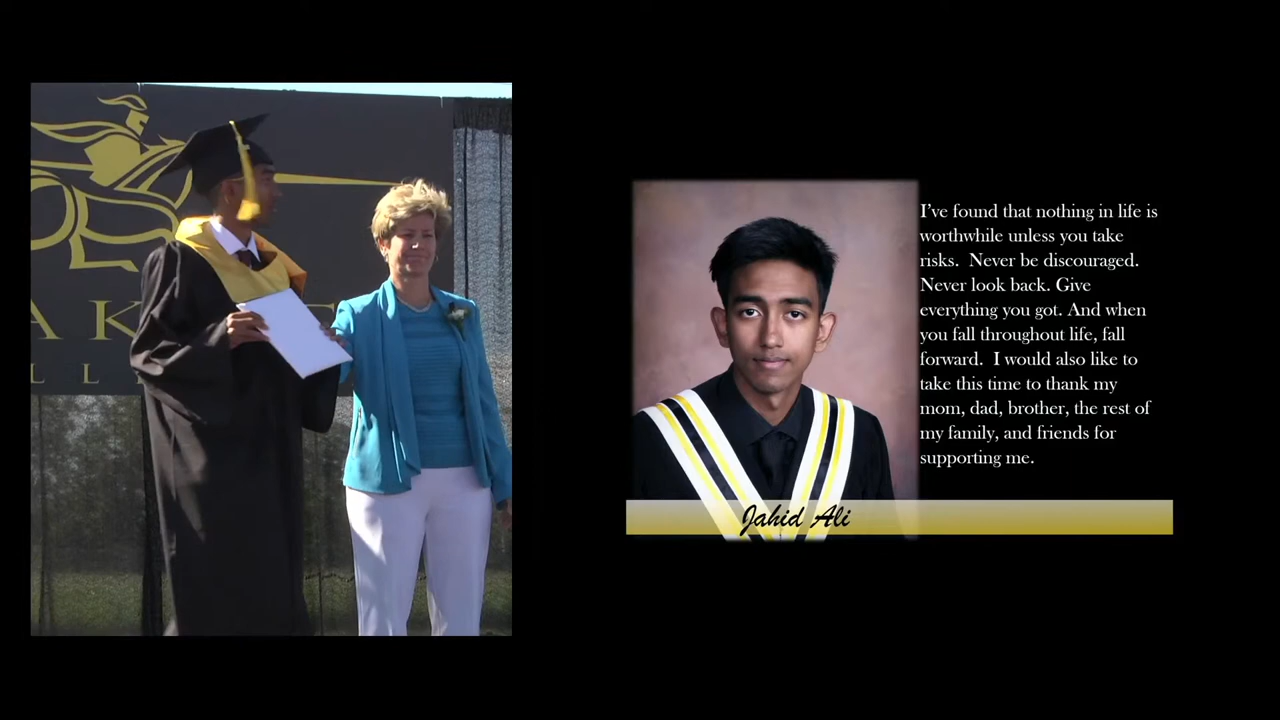 AK
LL
I've found that nothing in life is
worthwhile unless you take
risks.  Never be discouraged.
Never look back. Give
everything you got. And when
you fall throughout life, fall
forward.  I would also like to
take this time to thank my
mom, dad, brother, the rest of
my family, and friends for
supporting me.
Jahid Ali